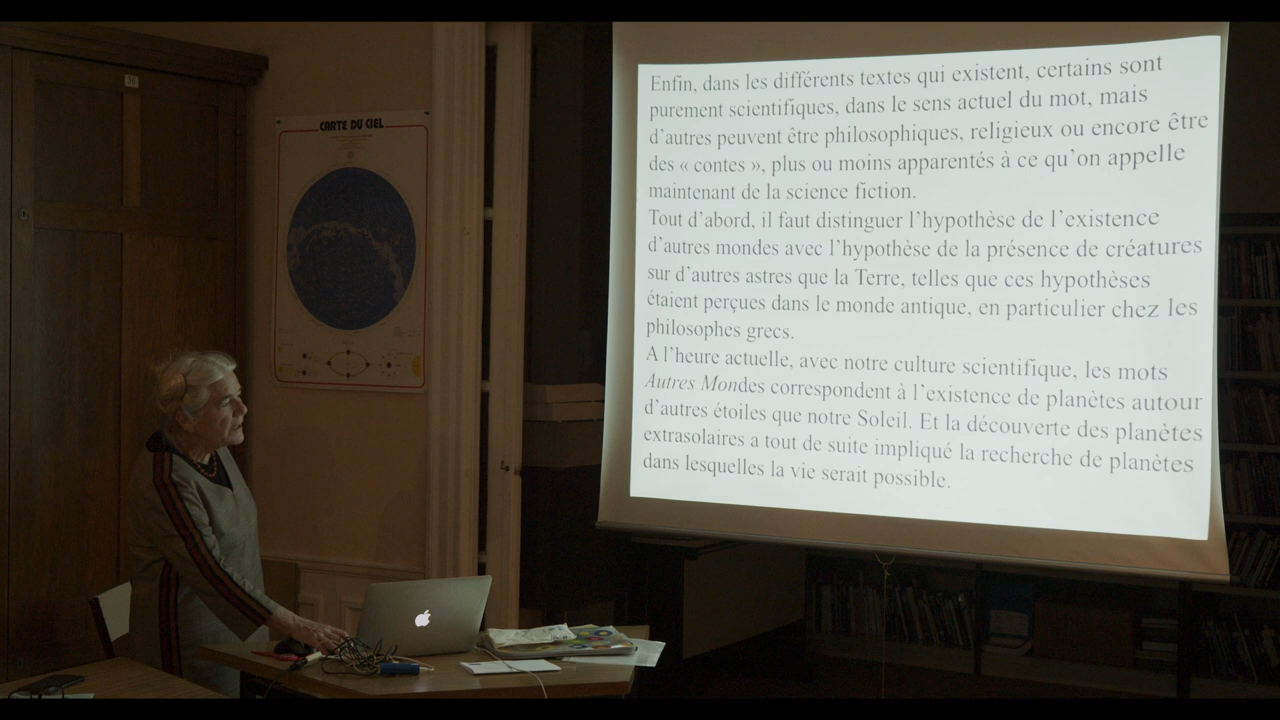 CARTE DU CIEL
Enfin, dans les différents textes qui existent, certains sont
purement scientifiques, dans le sens actuel du mot, mais
d'autres peuvent être philosophiques, religieux ou encore être
des « contes », plus ou moins apparentés à ce qu'on appelle
maintenant de la science fiction.
Tout d'abord, il faut distinguer l'hypothèse de l'existence
d'autres mondes avec l'hypothèse de la présence de créatures
sur d'autres astres que la Terre, telles que ces hypothèses
étaient perçues dans le monde antique, en particulier chez les
philosophes grecs.
A l'heure actuelle, avec notre culture scientifique, les mots
Autres Mondes correspondent à l'existence de planètes autour
d'autres étoiles que notre Soleil. Et la découverte des planètes
extrasolaires a tout de suite impliqué la recherche de planètes
dans lesquelles la vie serait possible.